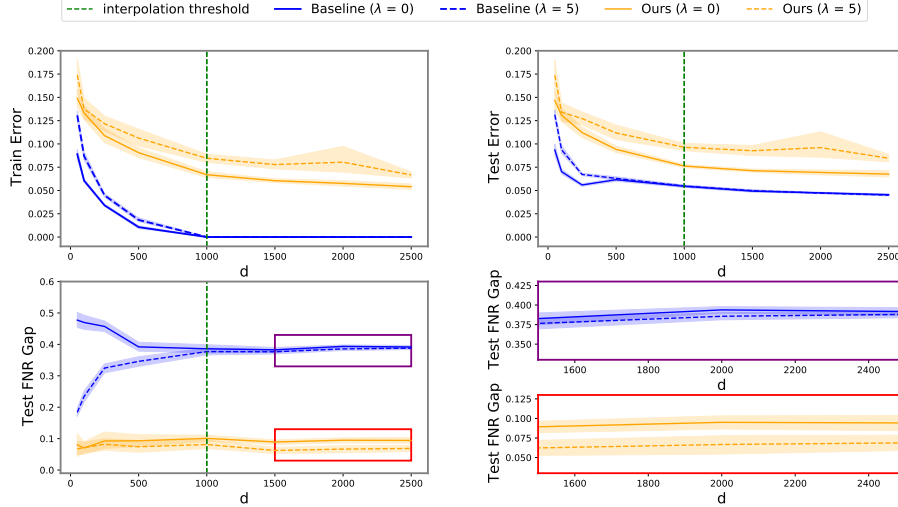 interpolation threshold Baseline (λ = 0) Baseline (λ = 5) Ours (λ = 0) Ours (λ = 5)
Train Error
0.200
0.175
0.150
0.125
0.100
0.075
0.050
0.025
0.000
0 500 1000 1500 2000 2500
d
Test Error
0.200
0.175
0.150
0.125
0.100
0.075
0.050
0.025
0.000
0 500 1000 1500 2000 2500
d
Test FNR Gap
0.6
0.5
0.4
0.3
0.2
0.1
0.0
0 500 1000 1500 2000 2500
d
Test FNR Gap
0.425
0.400
0.375
0.350
1600 1800 2000 2200 2400
d
Test FNR Gap
0.125
0.100
0.075
0.050
1600 1800 2000 2200 2400
d